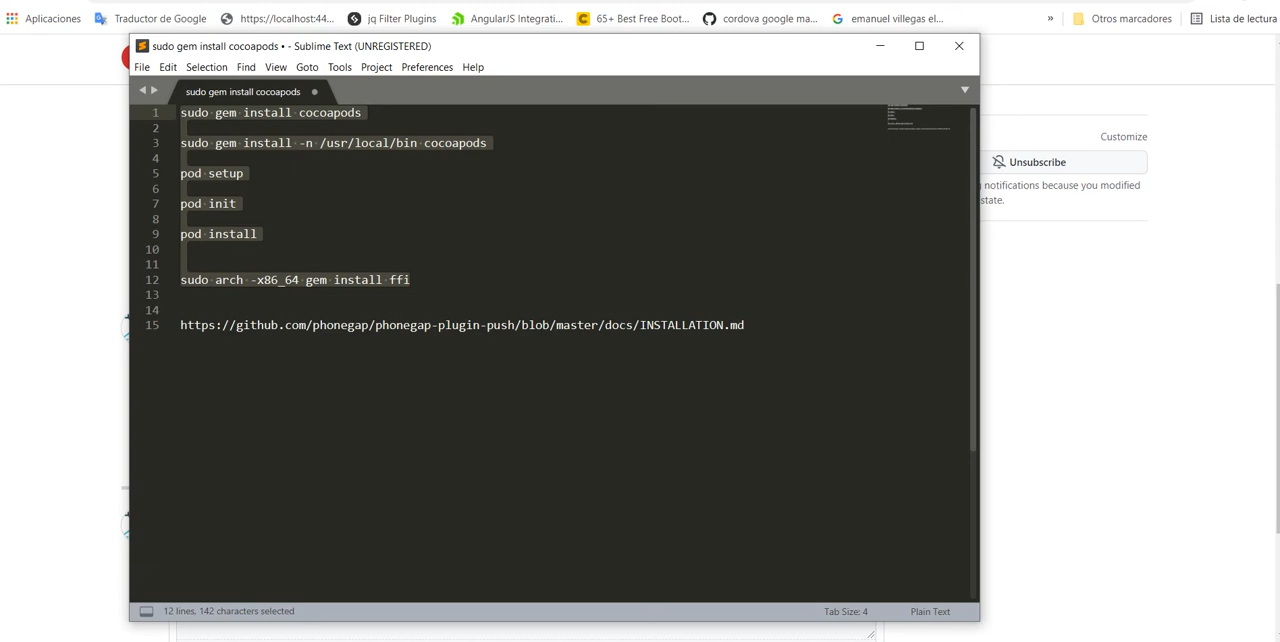 Aplicaciones Traductor de Google https://localhost:44... jq Filter Plugins AngularJS Integrati... 65+ Best Free Boot... cordova google ma... emanuel villegas el... » Otros marcadores Lista de lectura
sudo gem install cocoapods • - Sublime Text (UNREGISTERED)
File Edit Selection Find View Goto Tools Project Preferences Help
sudo gem install cocoapods
1 sudo gem install cocoapods
2
3 sudo gem install -n /usr/local/bin cocoapods
4
5 pod setup
6
7 pod init
8
9 pod install
10
11
12 sudo arch -x86_64 gem install ffi
13
14
15 https://github.com/phonegap/phonegap-plugin-push/blob/master/docs/INSTALLATION.md
Customize
Unsubscribe
notifications because you modified
state.
12 lines, 142 characters selected Tab Size: 4 Plain Text